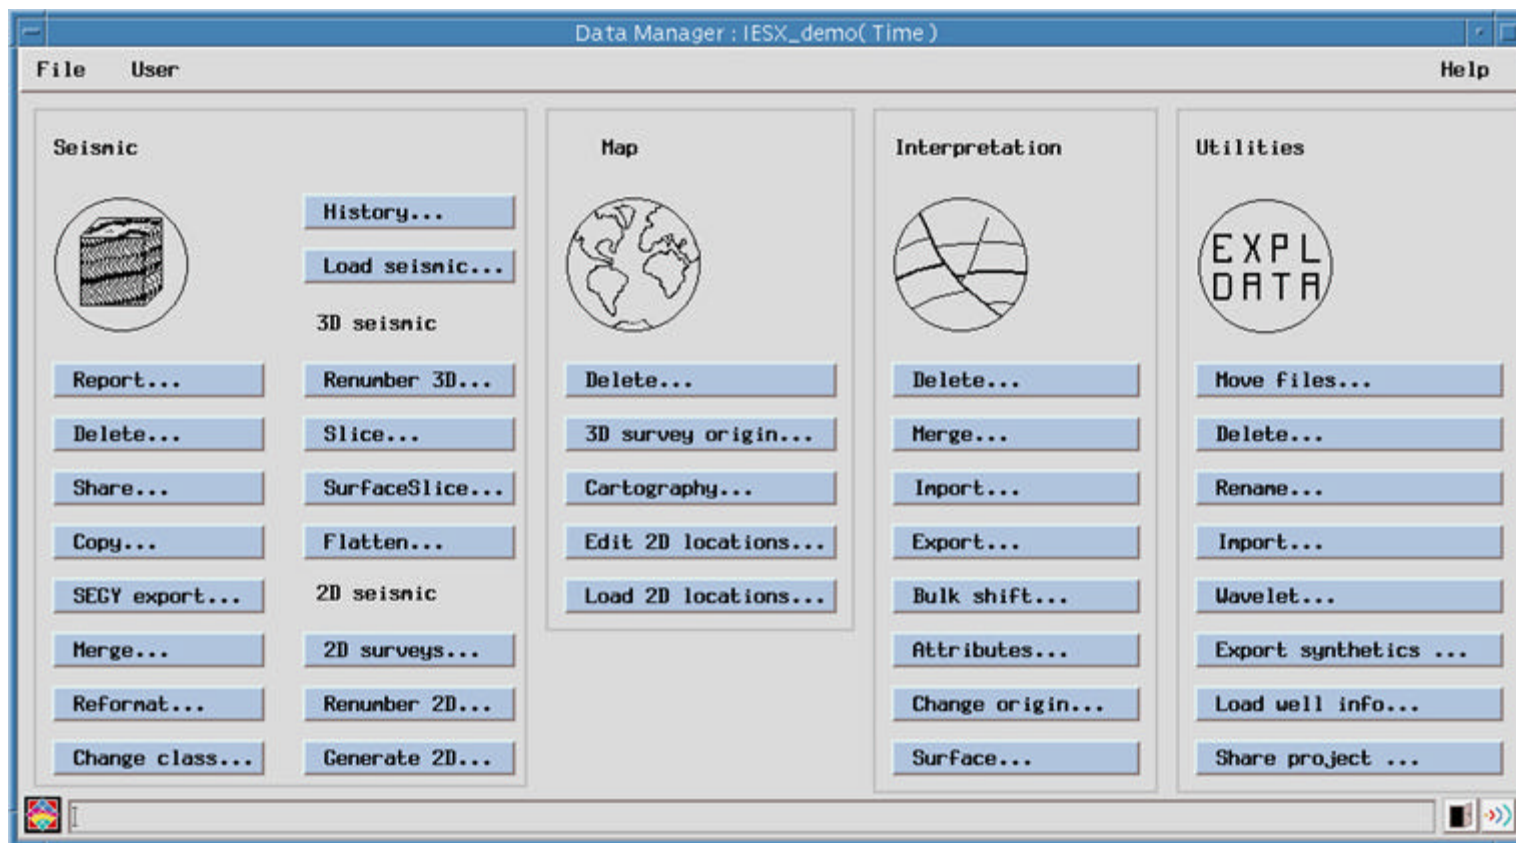 Data Manager : IESX_demo( Time )
File User Help
Seismic
History...
Load seismic...
3D seismic
Report...
Renumber 3D...
Delete...
Slice...
Share...
SurfaceSlice...
Copy...
Flatten...
SEGY export...
2D seismic
Merge...
2D surveys...
Reformat...
Renumber 2D...
Change class...
Generate 2D...
Map
Delete...
3D survey origin...
Cartography...
Edit 2D locations...
Load 2D locations...
Interpretation
Delete...
Merge...
Import...
Export...
Bulk shift...
Attributes...
Change origin...
Surface...
Utilities
EXPL
DATA
Move files...
Delete...
Rename...
Import...
Wavelet...
Export synthetics ...
Load well info...
Share project ...